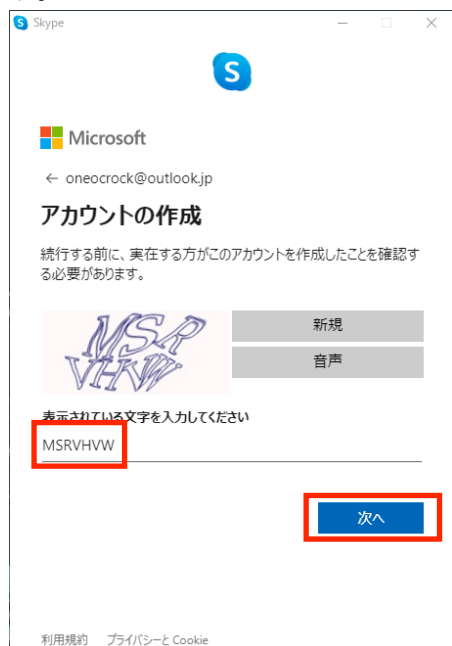 Skype
Microsoft
← oneocrock@outlook.jp
アカウントの作成
続行する前に、実在する方がこのアカウントを作成したことを確認す
る必要があります。
新規
MSR
VHVW
音声
表示されている文字を入力してください
MSRVHVW
次へ
利用規約 プライバシーと Cookie